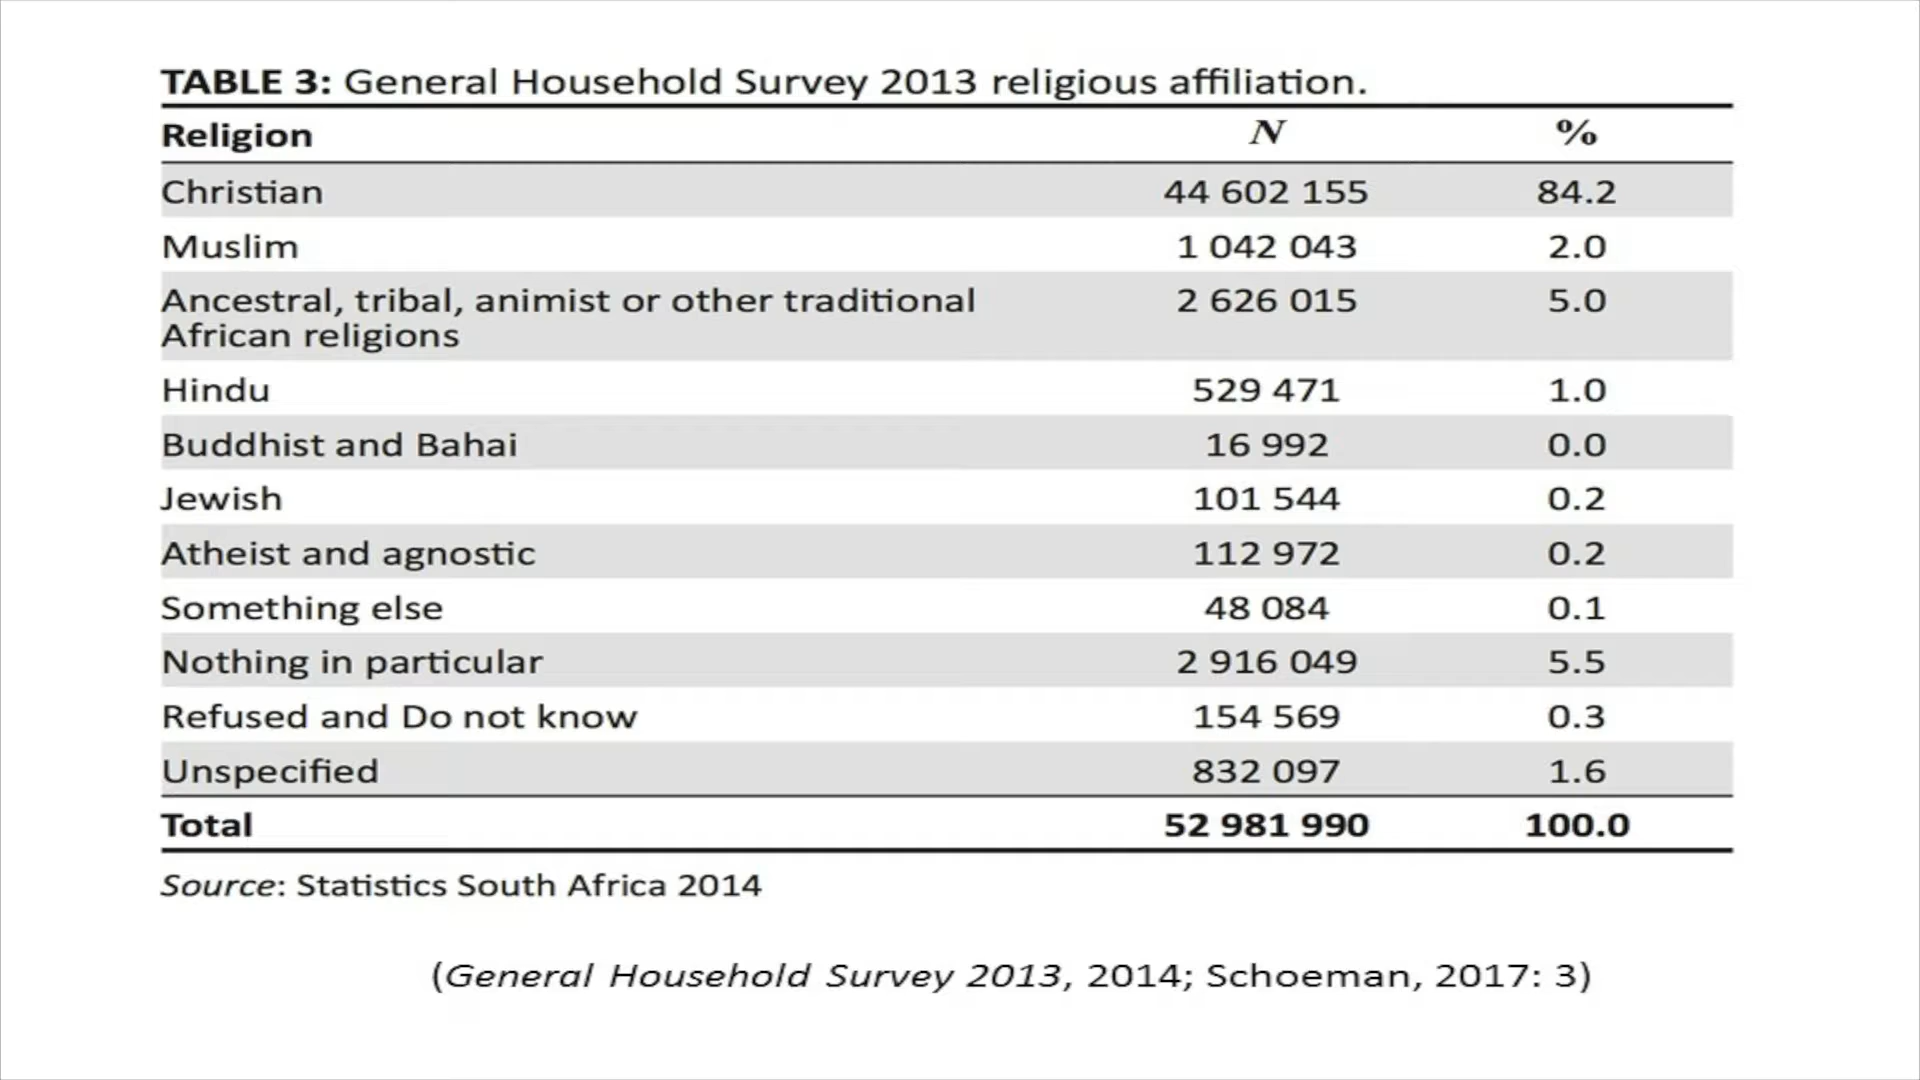 TABLE 3: General Household Survey 2013 religious affiliation.
Religion N %
Christian 44 602 155 84.2
Muslim 1 042 043 2.0
Ancestral, tribal, animist or other traditional 2 626 015 5.0
African religions
Hindu 529 471 1.0
Buddhist and Bahai 16 992 0.0
Jewish 101 544 0.2
Atheist and agnostic 112 972 0.2
Something else 48 084 0.1
Nothing in particular 2 916 049 5.5
Refused and Do not know 154 569 0.3
Unspecified 832 097 1.6
Total 52 981 990 100.0
Source: Statistics South Africa 2014
(General Household Survey 2013, 2014; Schoeman, 2017: 3)